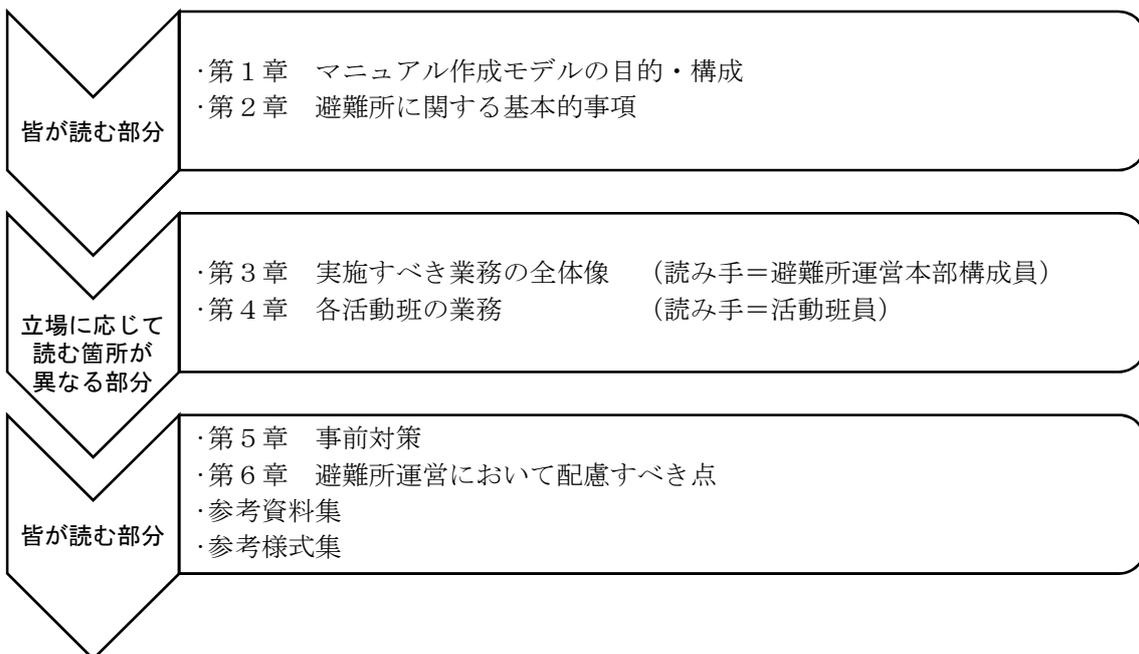 皆が読む部分
·第１章　マニュアル作成モデルの目的・構成
·第２章　避難所に関する基本的事項
立場に応じて
読む箇所が
異なる部分
·第３章　実施すべき業務の全体像　（読み手＝避難所運営本部構成員）
·第４章　各活動班の業務　　　　　（読み手＝活動班員）
皆が読む部分
·第５章　事前対策
·第６章　避難所運営において配慮すべき点
·参考資料集
·参考様式集